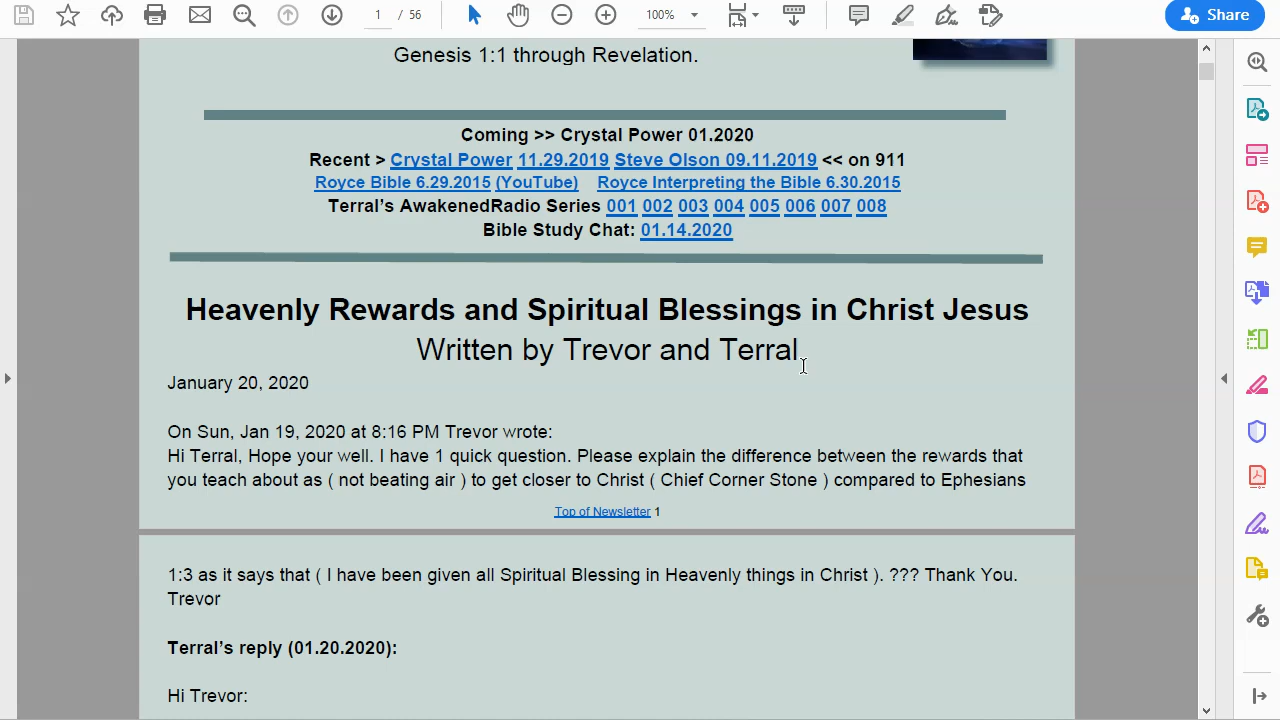 1 / 56
100%
Share
Genesis 1:1 through Revelation.
Coming >> Crystal Power 01.2020
Recent > Crystal Power 11.29.2019 Steve Olson 09.11.2019 << on 911
Royce Bible 6.29.2015 (YouTube) Royce Interpreting the Bible 6.30.2015
Terral’s AwakenedRadio Series 001 002 003 004 005 006 007 008
Bible Study Chat: 01.14.2020
Heavenly Rewards and Spiritual Blessings in Christ Jesus
Written by Trevor and Terral
January 20, 2020
On Sun, Jan 19, 2020 at 8:16 PM Trevor wrote:
Hi Terral, Hope your well. I have 1 quick question. Please explain the difference between the rewards that
you teach about as ( not beating air ) to get closer to Christ ( Chief Corner Stone ) compared to Ephesians
Top of Newsletter 1
1:3 as it says that ( I have been given all Spiritual Blessing in Heavenly things in Christ ). ??? Thank You.
Trevor
Terral’s reply (01.20.2020):
Hi Trevor: